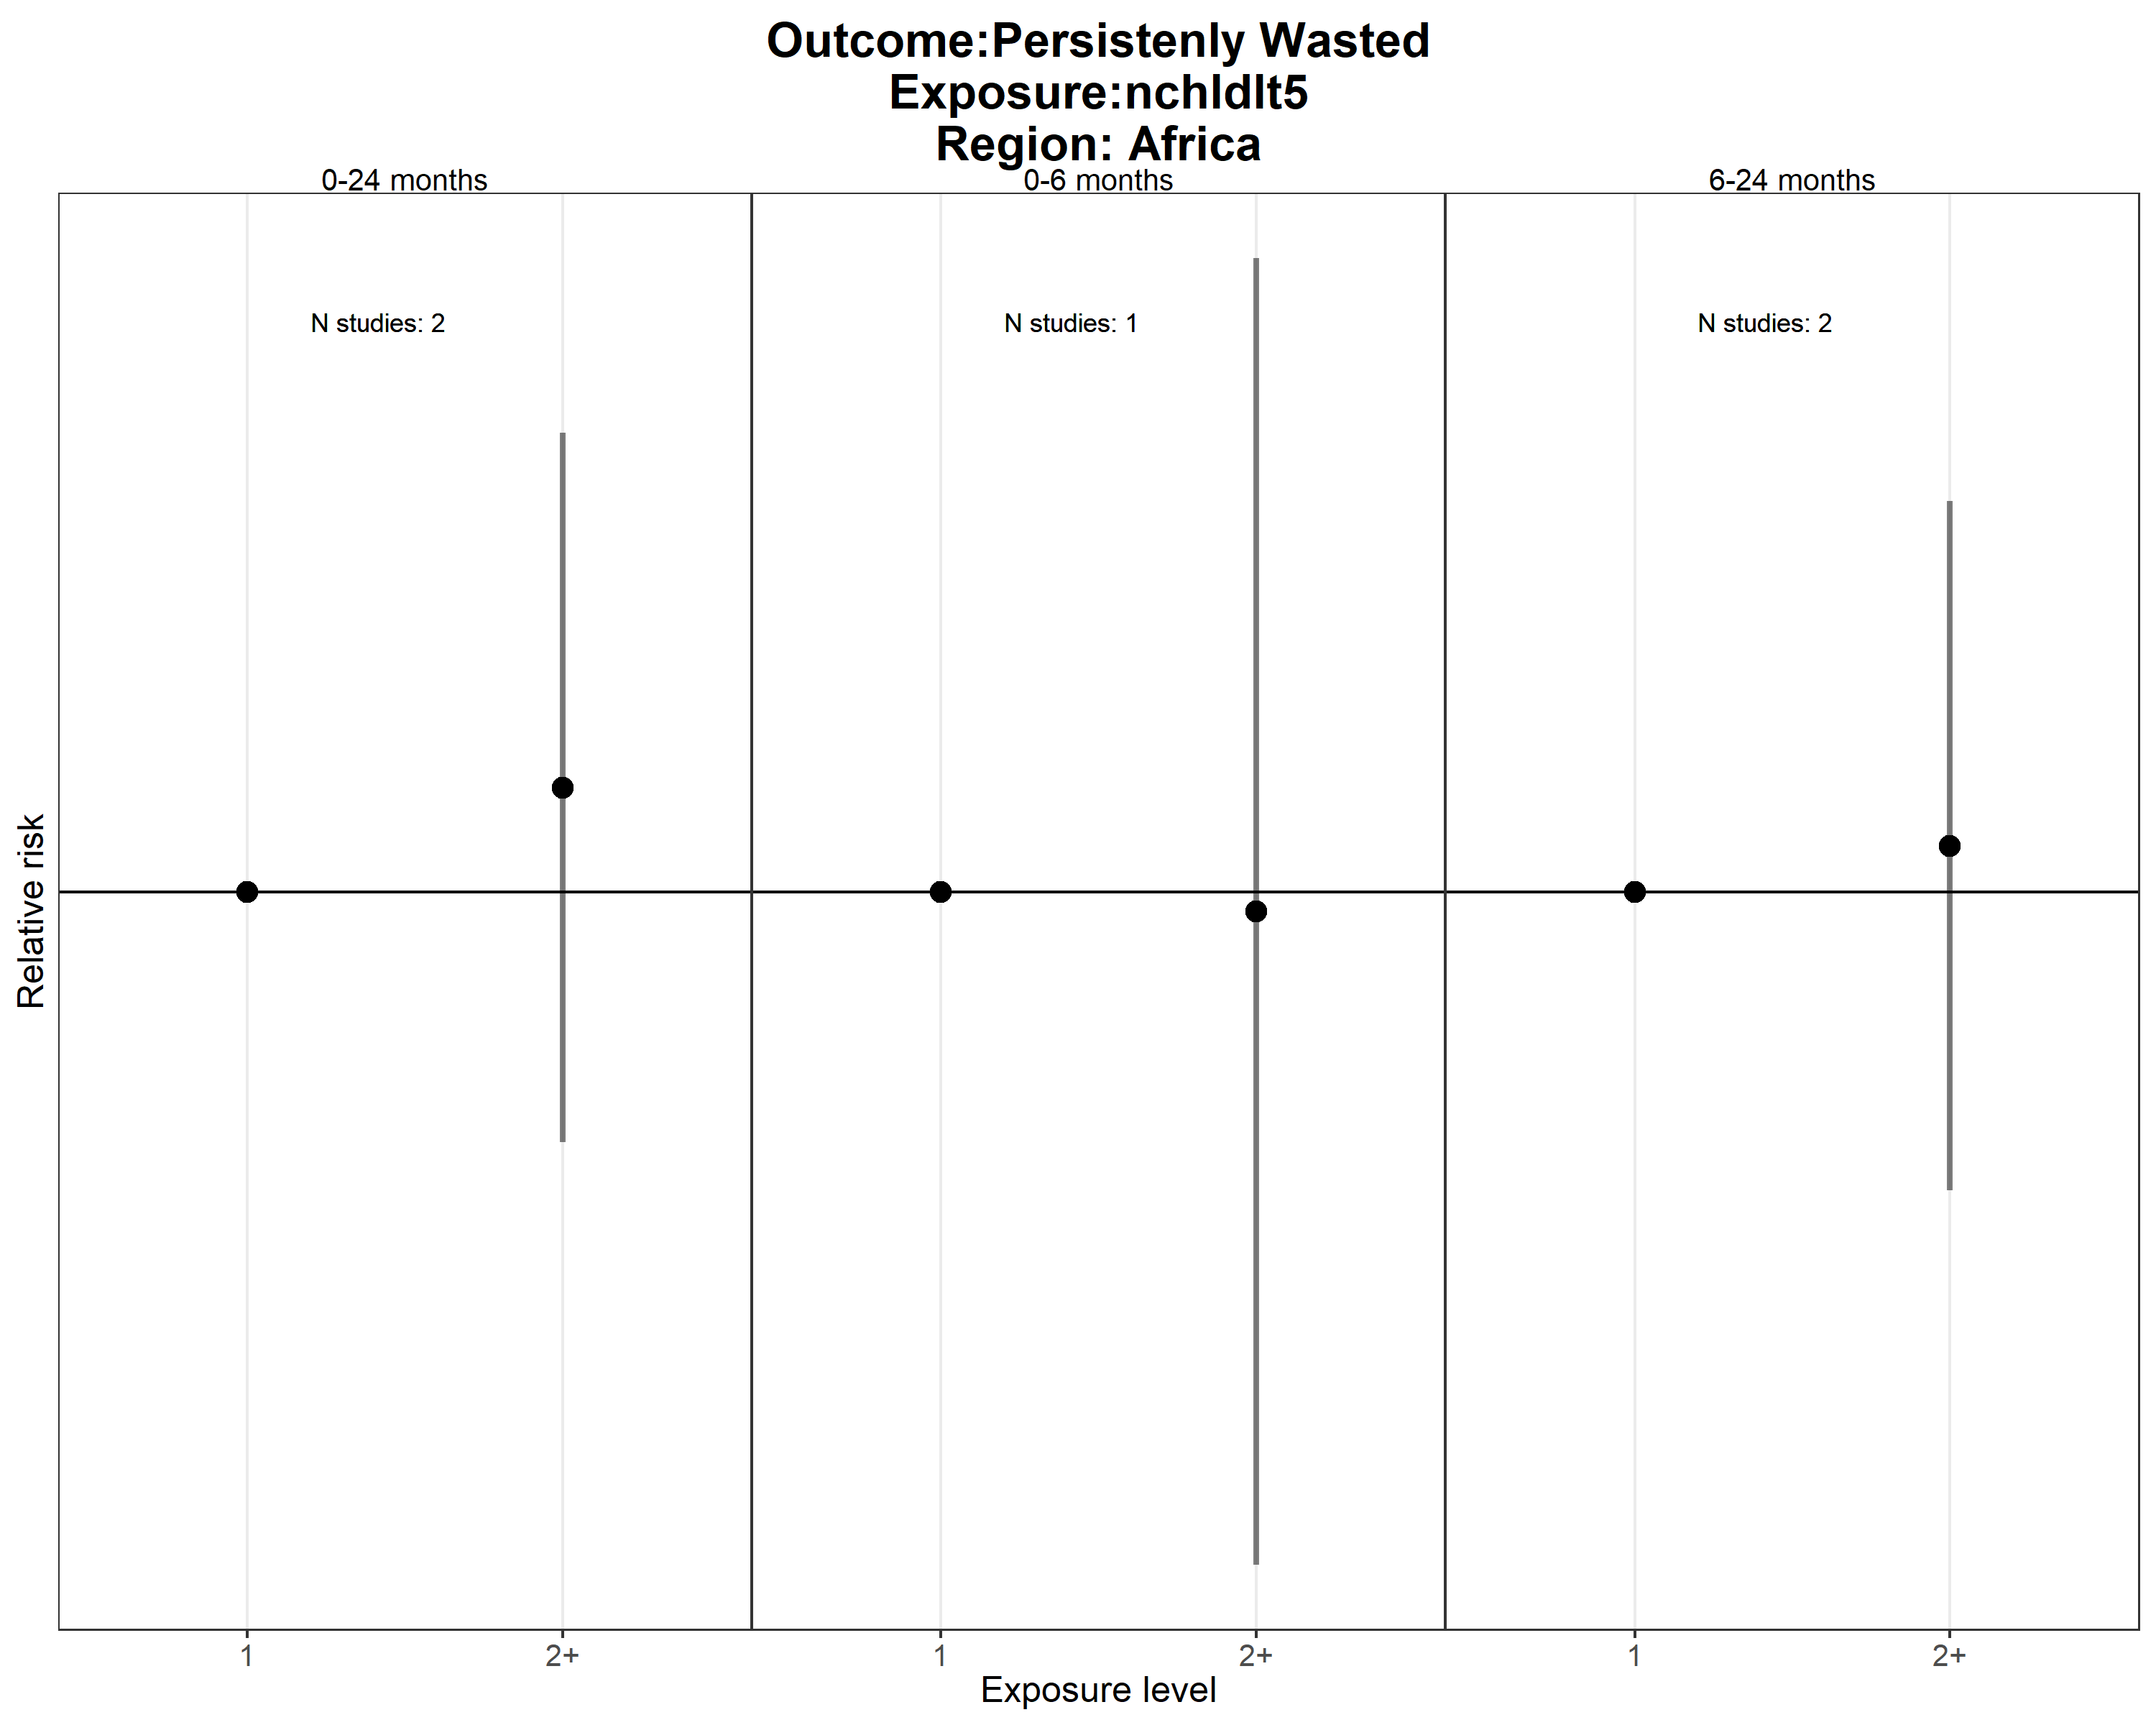 Outcome:Persistenly Wasted
Exposure:nchldlt5
Region: Africa
0-24 months
0-6 months
6-24 months
N studies: 2
N studies: 1
N studies: 2
Relative risk
1
2+
1
2+
1
2+
Exposure level